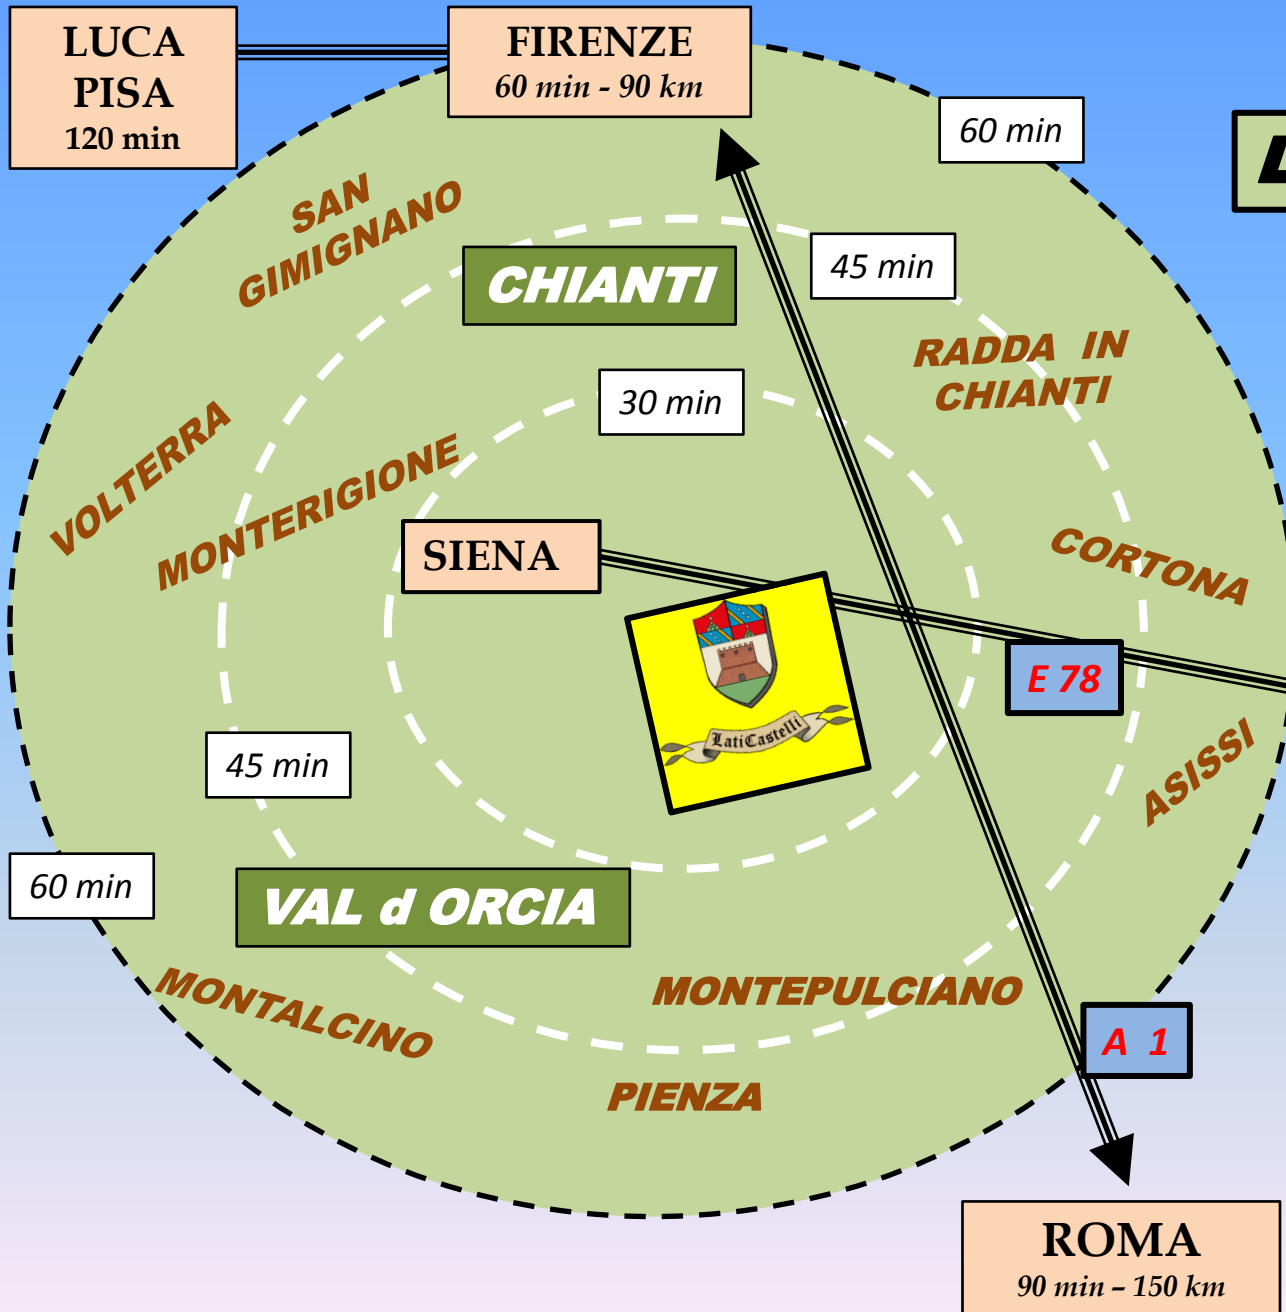 LUCA
PISA
120 min
FIRENZE
60 min - 90 km
60 min
SAN
GIMIGNANO
CHIANTI
45 min
RADDA IN
CHIANTI
30 min
VOLTERRA
MONTERIGIONE
SIENA
CORTONA
E 78
LatiCastelli
ASISSI
45 min
60 min
VAL d ORCIA
MONTALCINO
MONTEPULCIANO
A 1
PIENZA
ROMA
90 min – 150 km